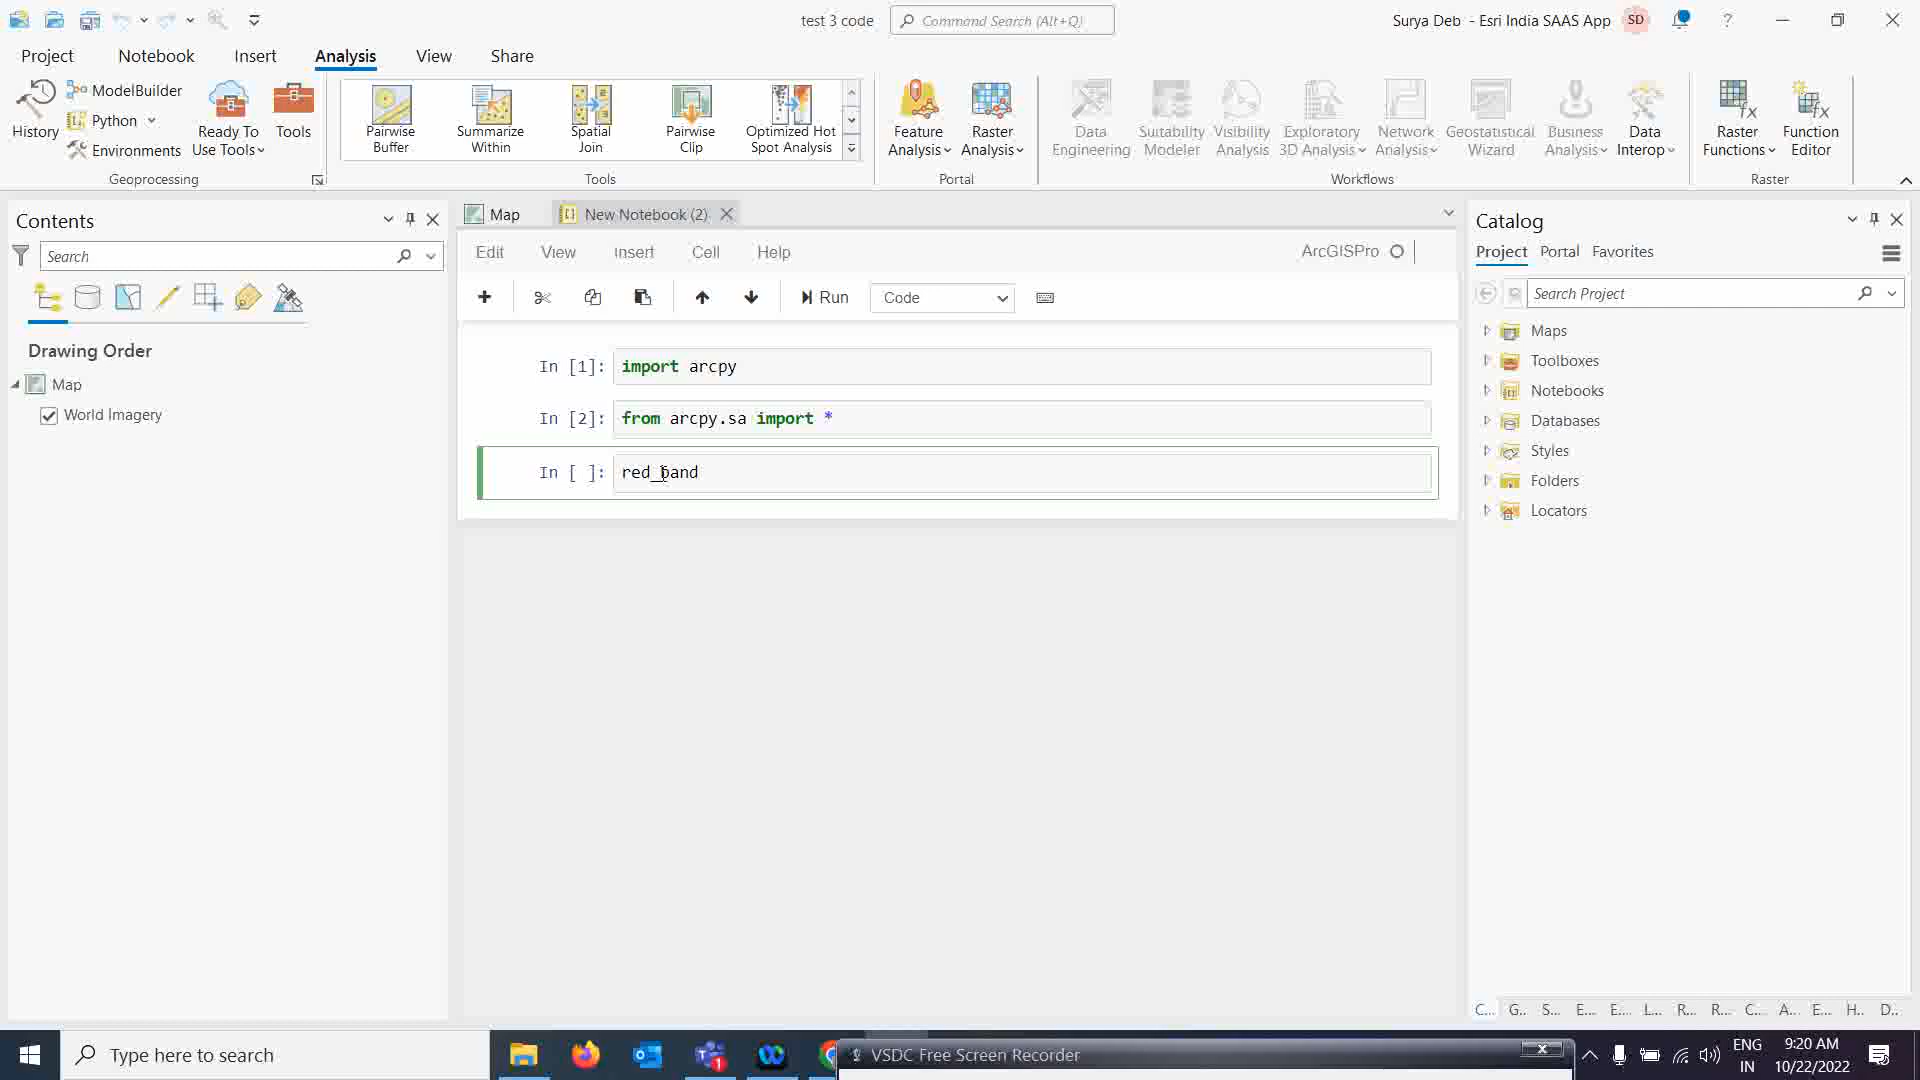 test 3 code
Command Search (Alt+Q)
Surya Deb - Esri India SAAS App
SD
?
Project
Notebook
Insert
Analysis
View
Share
History
ModelBuilder
Python
Environments
Ready To
Use Tools
Tools
Geoprocessing
Pairwise
Buffer
Summarize
Within
Spatial
Join
Pairwise
Clip
Optimized Hot
Spot Analysis
Tools
Feature
Analysis
Raster
Analysis
Portal
Data
Engineering
Suitability
Modeler
Visibility
Analysis
Exploratory
3D Analysis
Network
Analysis
Geostatistical
Wizard
Business
Analysis
Data
Interop
Workflows
Raster
Functions
Function
Editor
Raster
Contents
Search
Drawing Order
Map
World Imagery
Map
New Notebook (2)
Edit
View
Insert
Cell
Help
ArcGISPro
Run
Code
In [1]: import arcpy
In [2]: from arcpy.sa import *
In [ ]: red_band
Catalog
Project
Portal
Favorites
Search Project
Maps
Toolboxes
Notebooks
Databases
Styles
Folders
Locators
C... G.. S... E... E... L... R... R... C... A... E... H.. D..
Type here to search
1
VSDC Free Screen Recorder
ENG
IN
9:20 AM
10/22/2022